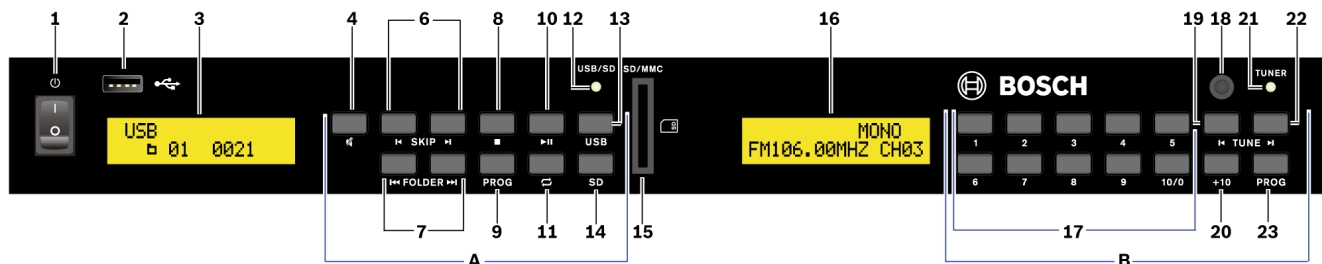 1 2 3 4 6 8 10 12 13 16 19 18 21 22
USB/SD SD/MMC TUNER
BOSCH
I
O
USB
01 0021
MONO
FM106.00MHZ CH03
SKIP USB
1 2 3 4 5 TUNE
FOLDER PROG SD
SD
6 7 8 9 10/0 +10 PROG
7 9 11 14 15 17 20 23
A B